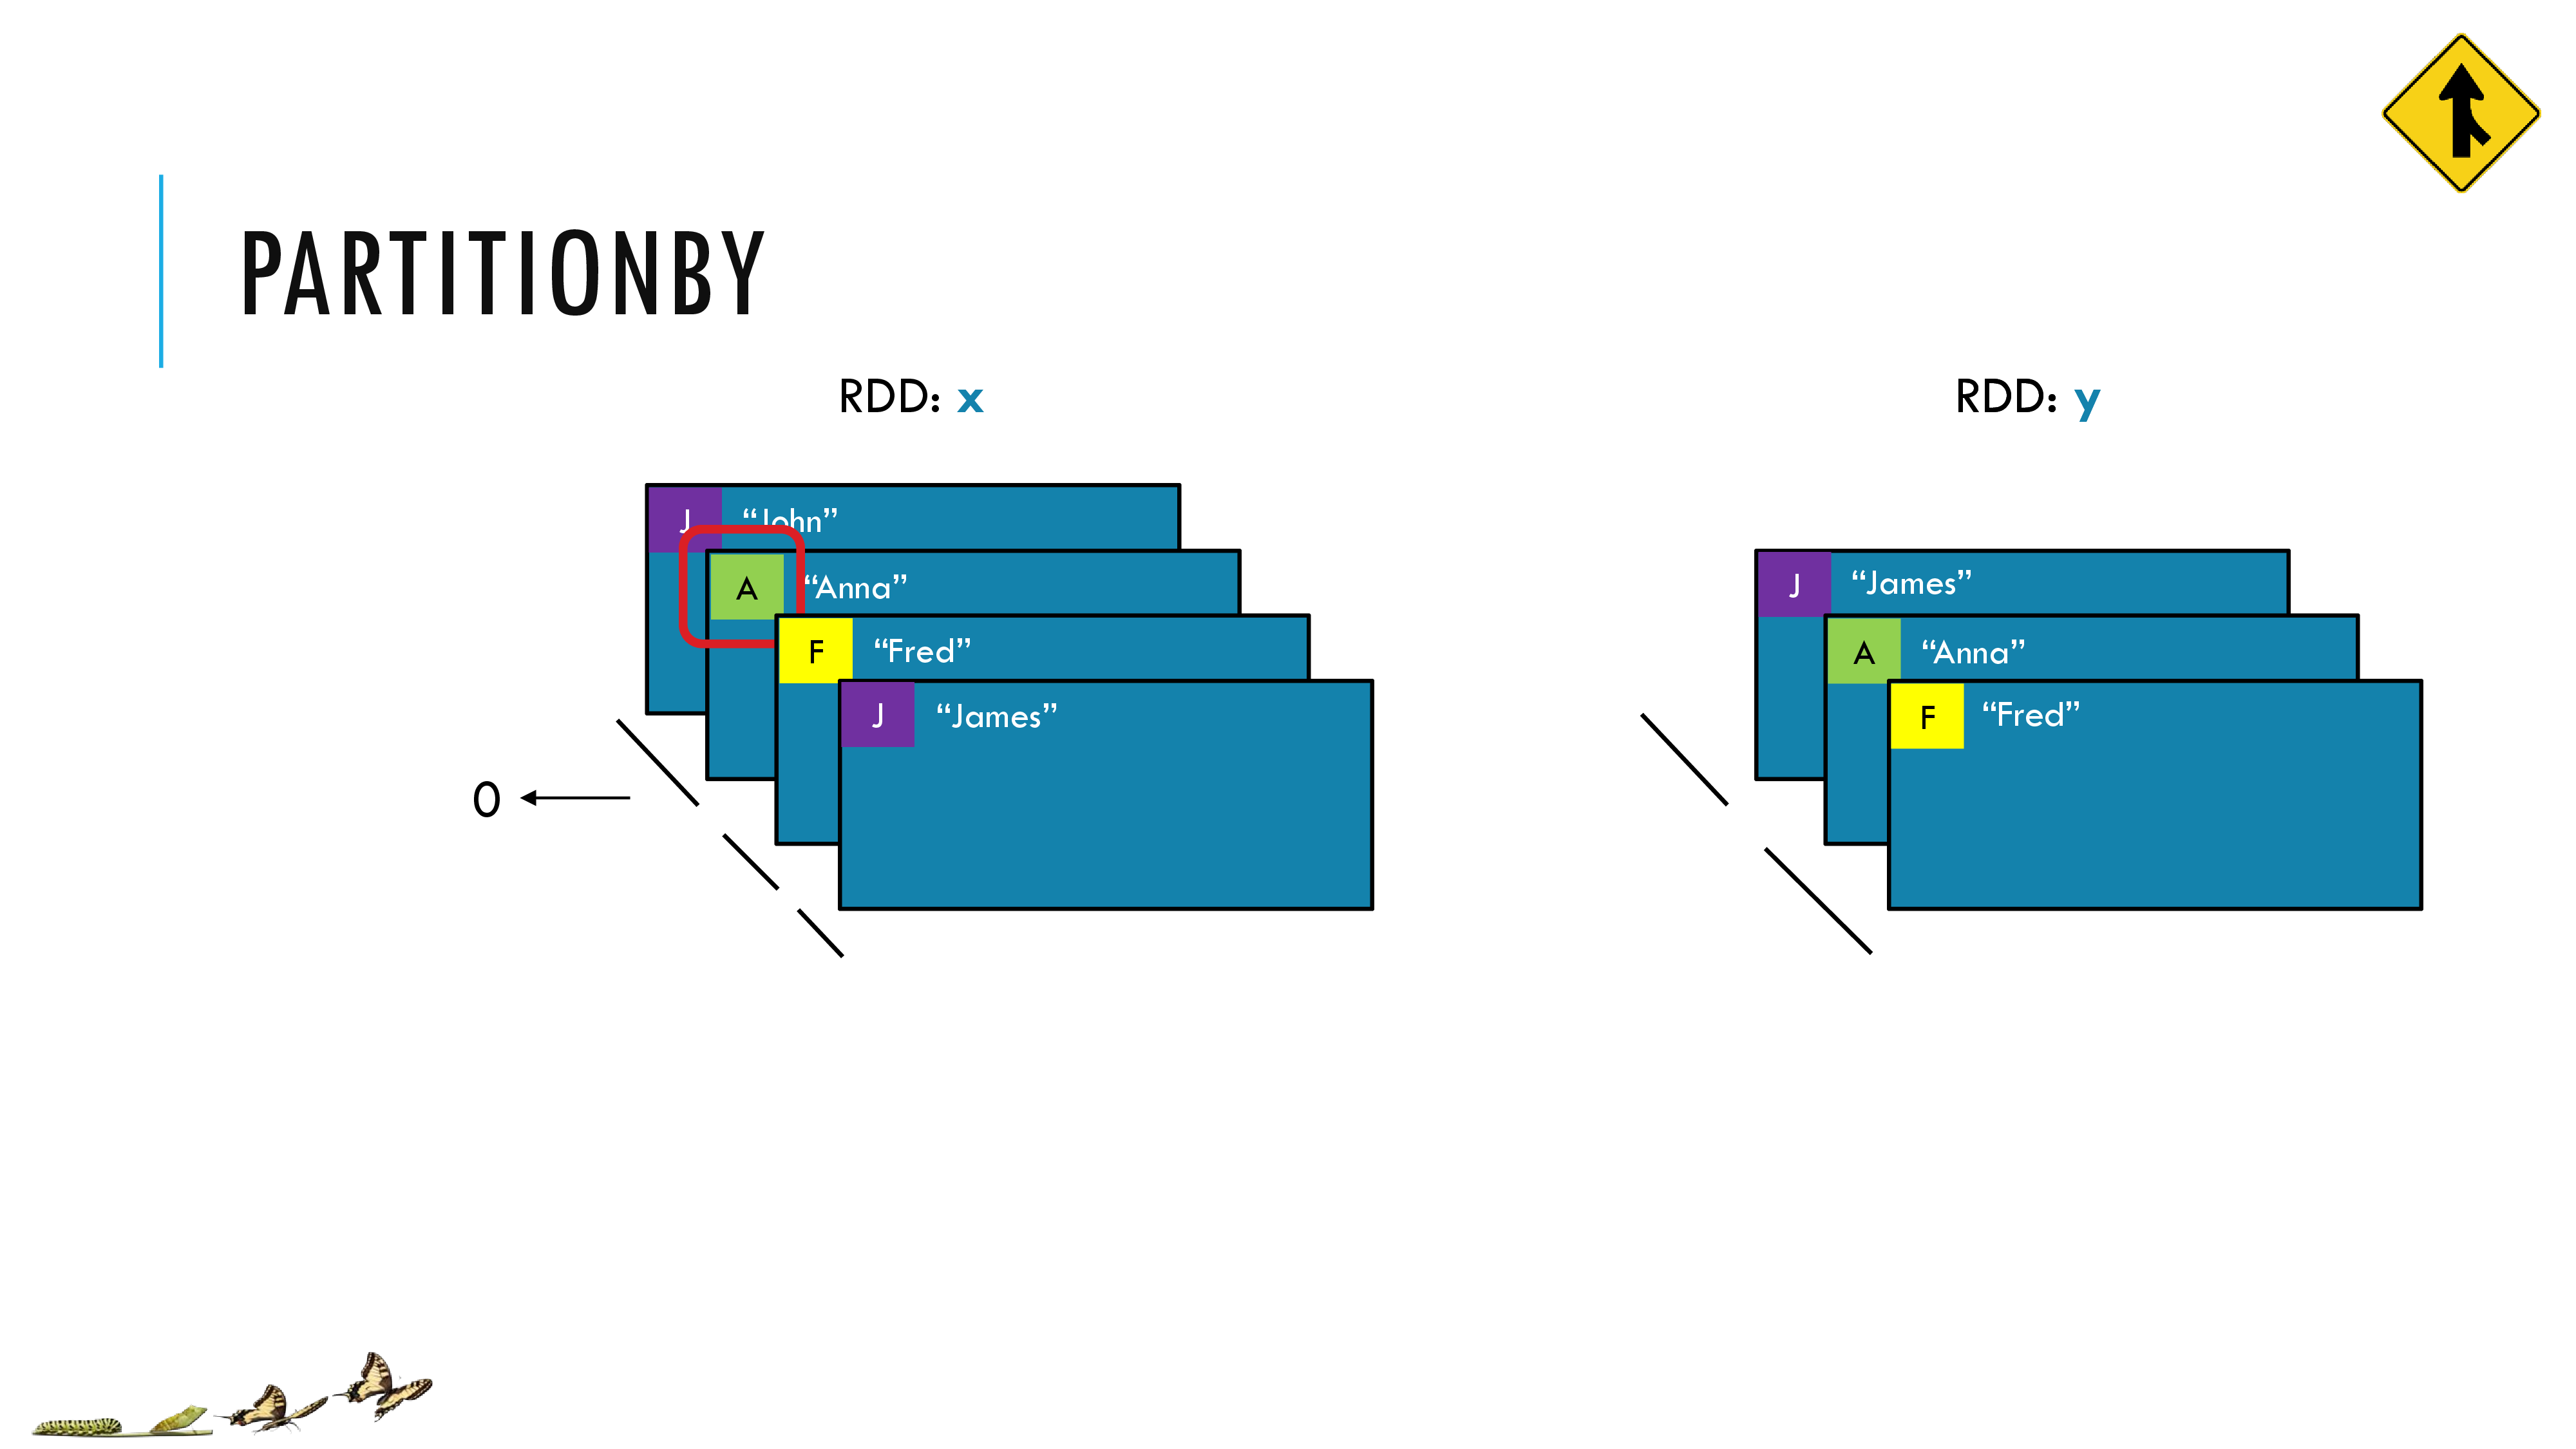 PARTITIONBY
RDD: x
RDD: y
J “John”
A “Anna”
F “Fred”
J “James”
0
J “James”
A “Anna”
F “Fred”